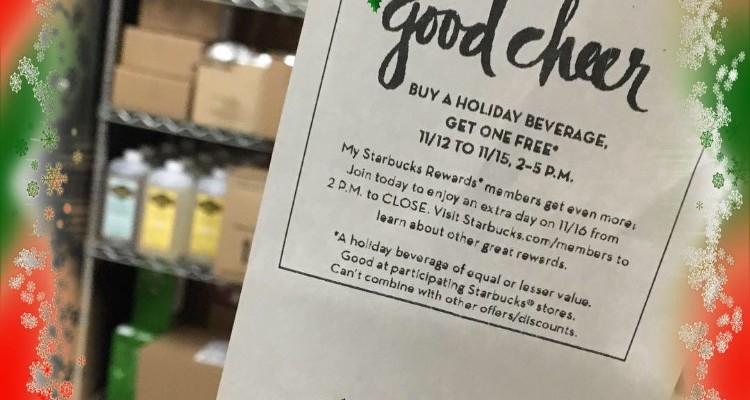 good cheer
BUY A HOLIDAY BEVERAGE,
GET ONE FREE*
11/12 TO 11/15, 2–5 P.M.
My Starbucks Rewards® members get even more:
Join today to enjoy an extra day on 11/16 from
2 P.M. to CLOSE. Visit Starbucks.com/members to
learn about other great rewards.
*A holiday beverage of equal or lesser value.
Good at participating Starbucks® stores.
Can't combine with other offers/discounts.